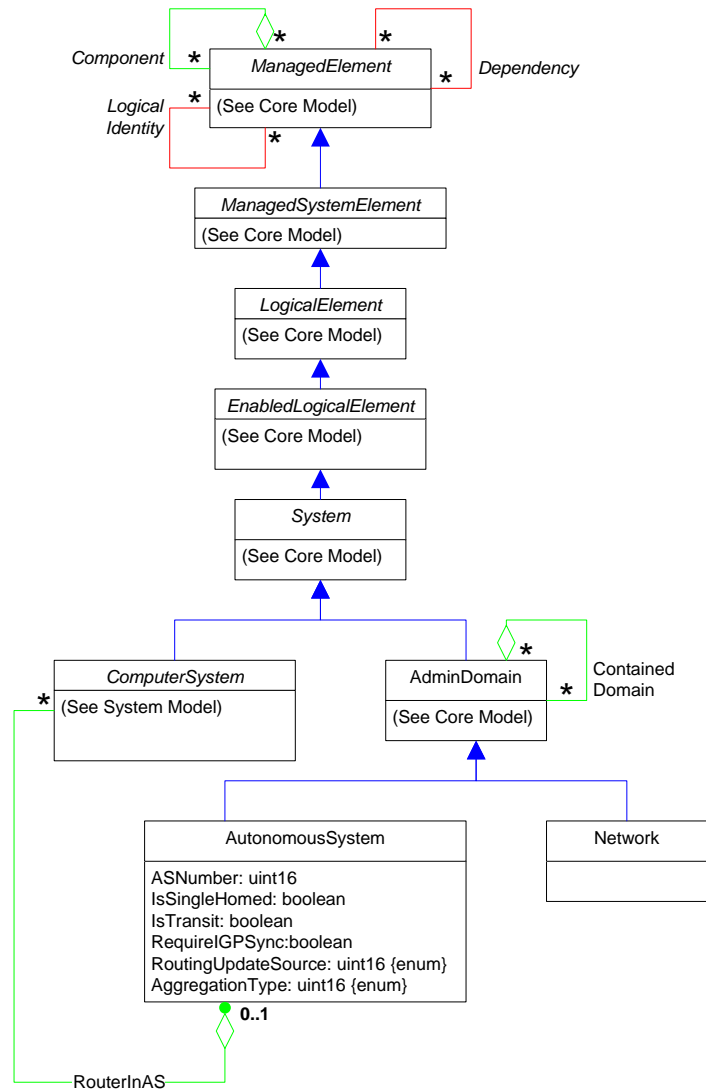 *
*
Component
*
ManagedElement
*
Dependency
(See Core Model)
*
Logical
Identity
*
ManagedSystemElement
(See Core Model)
LogicalElement
(See Core Model)
EnabledLogicalElement
(See Core Model)
System
(See Core Model)
ComputerSystem
*
(See System Model)
AdminDomain
(See Core Model)
*
*
Contained
Domain
AutonomousSystem
ASNumber: uint16
IsSingleHomed: boolean
IsTransit: boolean
RequireIGPSync:boolean
RoutingUpdateSource: uint16 {enum}
AggregationType: uint16 {enum}
Network
0..1
RouterInAS